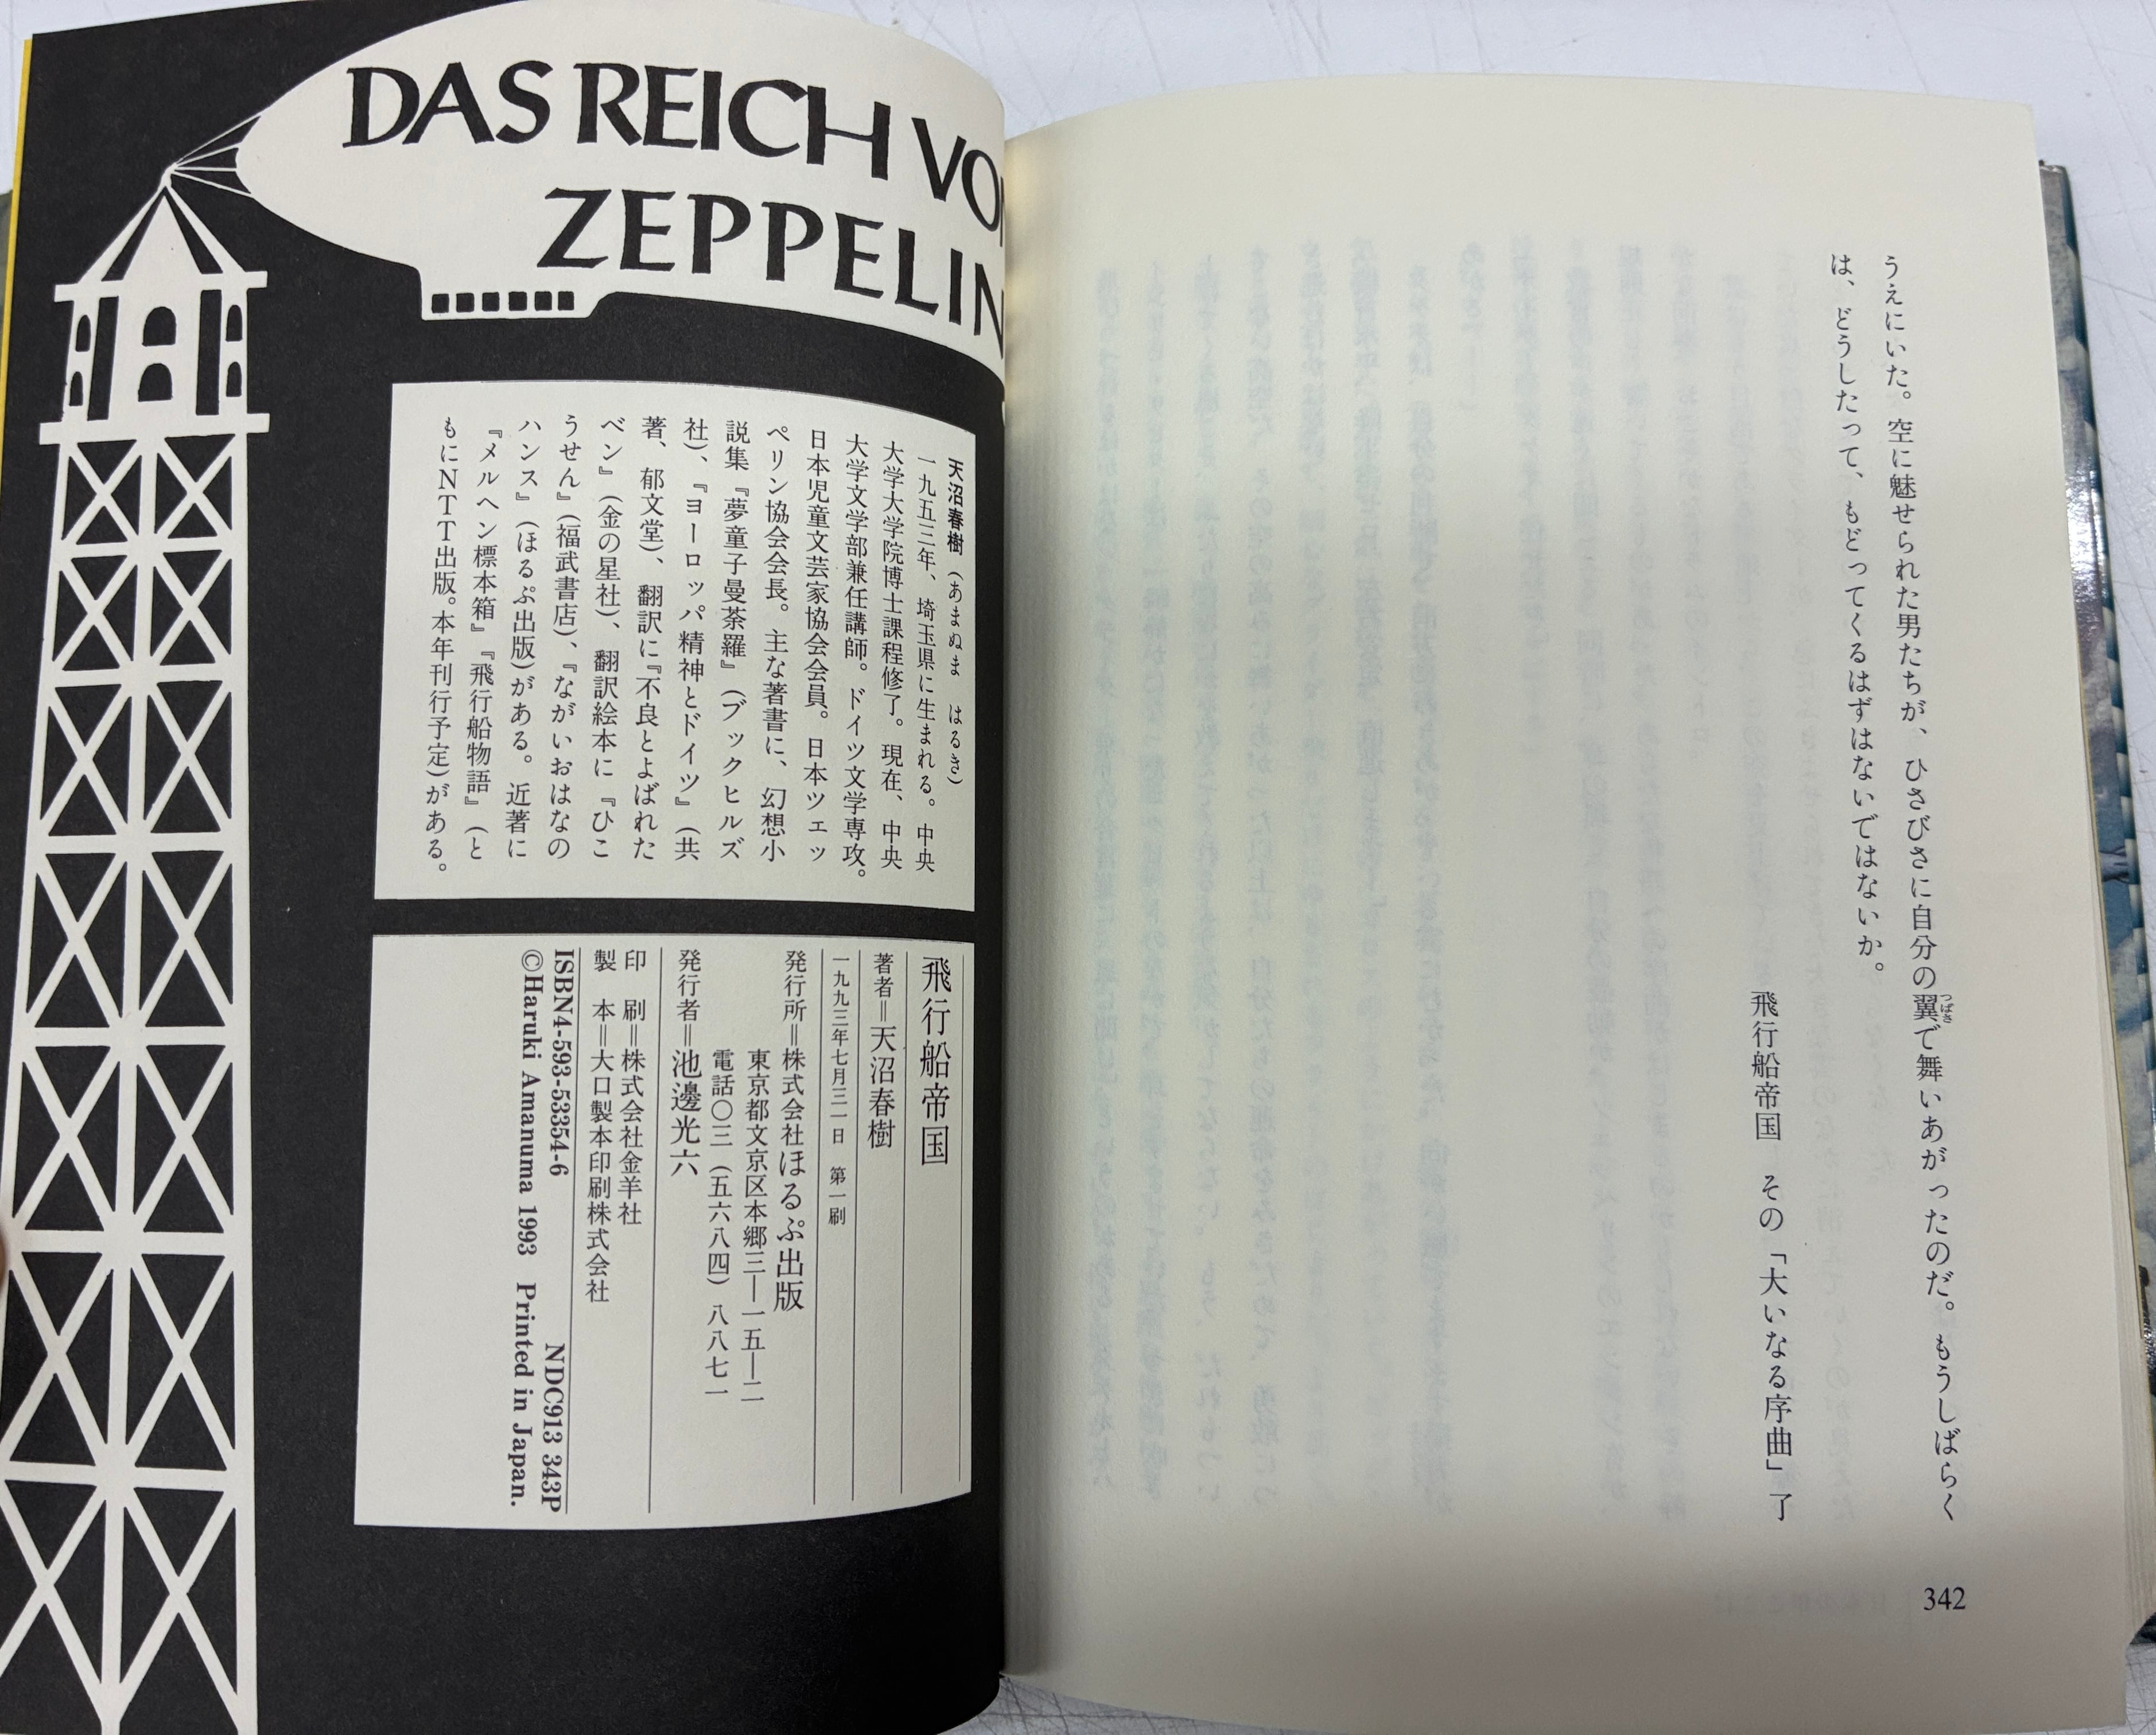 うえにいた。空に魅せられた男たちが、ひさびさに自分の翼で舞いあがったのだ。もうしばらく
つばさ
は、どうしたって、もどってくるはずはないではないか。
飛行船帝国　その「大いなる序曲」了
342
DAS REICH VON
ZEPPELIN
天沼春樹（あまぬま　はるき）
一九五三年、埼玉県に生まれる。中央
大学大学院博士課程修了。現在、中央
大学文学部兼任講師。ドイツ文学専攻。
日本児童文芸家協会会員。日本ツェッ
ペリン協会会長。主な著書に、幻想小
説集『夢童子曼荼羅』（ブックヒルズ
社）、『ヨーロッパ精神とドイツ』（共
著、郁文堂）、翻訳に『不良とよばれた
ベン』（金の星社）、翻訳絵本に『ひこ
うせん』（福武書店）、『ながいおはなの
ハンス』（ほるぷ出版）がある。近著に
『メルヘン標本箱』『飛行船物語』（と
もにNTT出版。本年刊行予定）がある。
飛行船帝国
著者＝天沼春樹
一九九三年七月三一日　第一刷
発行所＝株式会社ほるぷ出版
東京都文京区本郷三―一五―二
電話〇三（五六八四）八八七一
発行者＝池邊光六
印　刷＝株式会社金羊社
製　本＝大口製本印刷株式会社
ISBN4-593-53354-6　NDC913 343P
©Haruki Amanuma 1993　Printed in Japan.